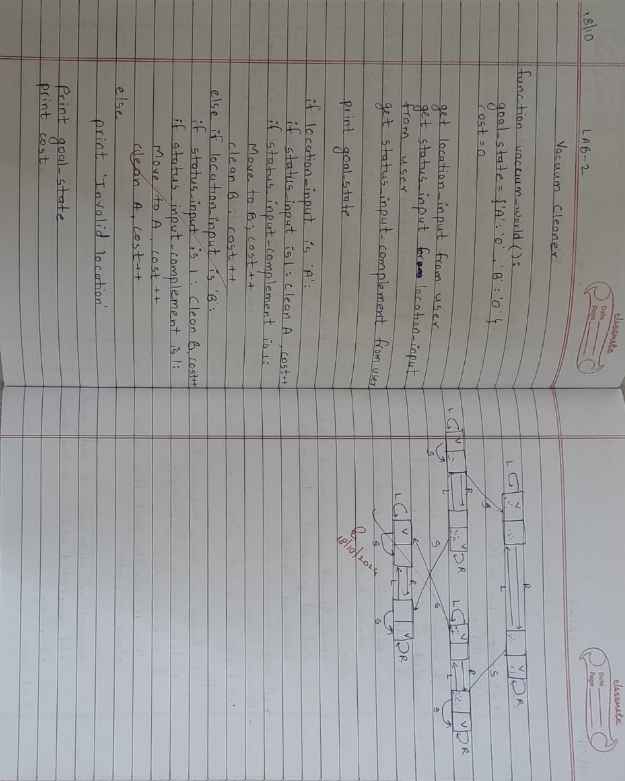 18/10
LAB-2
classmate
Date
Page
Vacuum Cleaner
function vacuum_world():
goal_state = {'A': '0', 'B': '0'}
cost = 0
get location_input from user
get status_input location_input
from user
get status_input-complement from user
print goal_state
if location_input is 'A':
if status_input is 1: Clean A, cost++
if status_input-complement is 1:
Move to B; cost++
Clean B; cost++
else if location_input is 'B':
if status_input is 1: Clean B, cost++
if status_input_complement is 1:
Move to A, cost++
Clean A, cost++
else
print 'Invalid location'
Print goal_state
print cost
classmate
Date
Page
R
L V V R
L
S S
R R
L V V R L V V R
L L
S S S S
R
L V V R
L
S S
18/10/2024